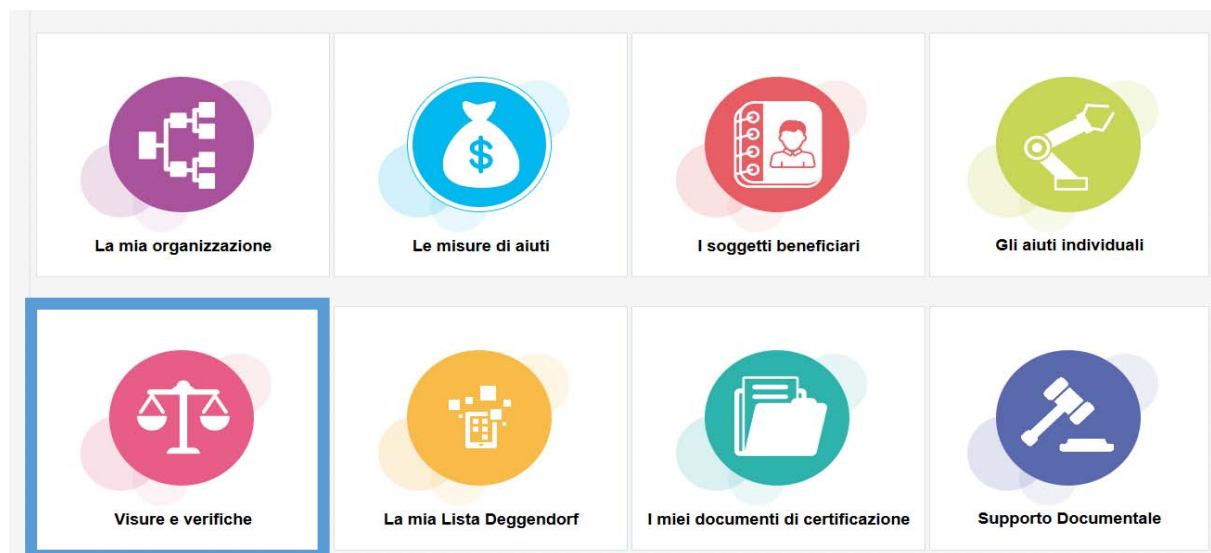 La mia organizzazione
Le misure di aiuti
I soggetti beneficiari
Gli aiuti individuali
Visure e verifiche
La mia Lista Deggendorf
I miei documenti di certificazione
Supporto Documentale